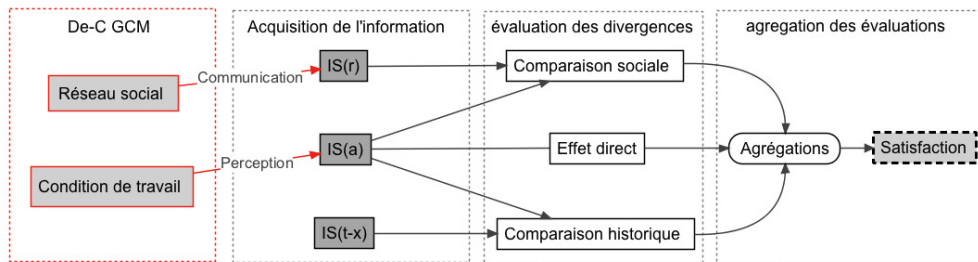 De-C GCM
Acquisition de l'information
évaluation des divergences
agregation des évaluations
Réseau social
Communication
IS(r)
Comparaison sociale
Condition de travail
Perception
IS(a)
Effet direct
Agrégations
Satisfaction
IS(t-x)
Comparaison historique